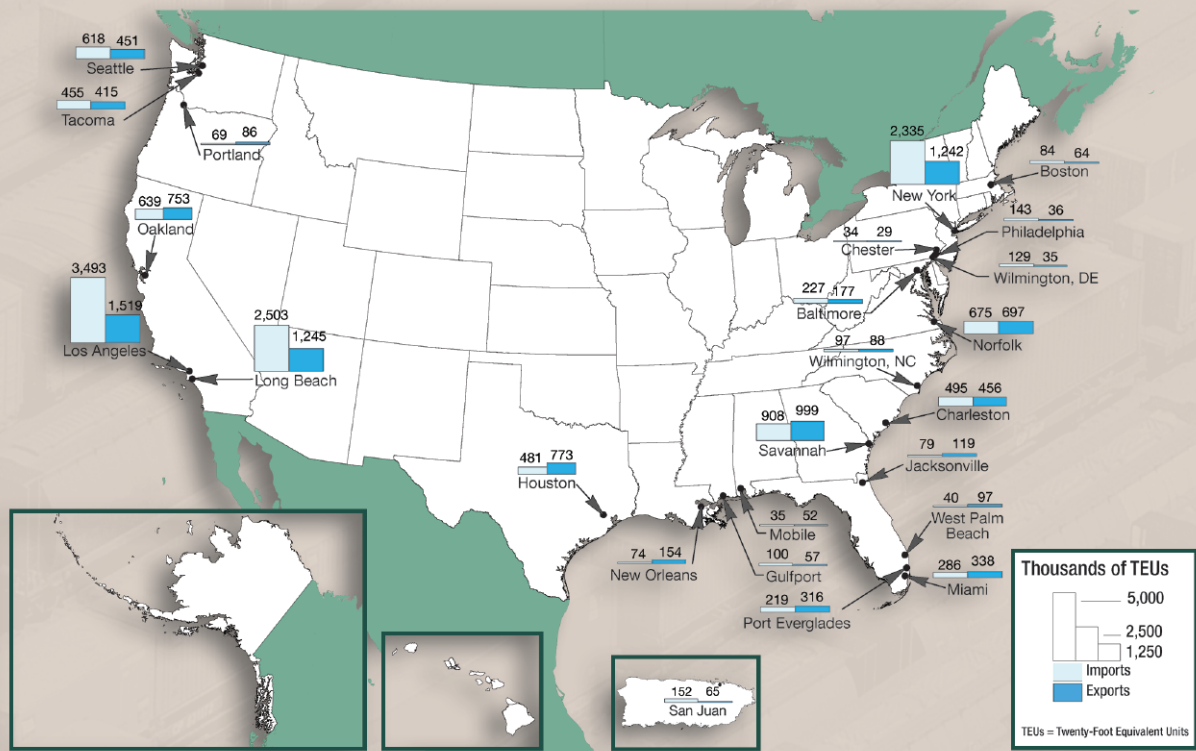 618 451
Seattle
455 415
Tacoma
69 86
Portland
639 753
Oakland
3,493
1,519
Los Angeles
2,503
1,245
Long Beach
481 773
Houston
2,335
1,242
New York
84 64
Boston
143 36
Philadelphia
34 29
Chester
129 35
Wilmington, DE
227 177
Baltimore
675 697
Norfolk
97 88
Wilmington, NC
495 456
Charleston
908 999
Savannah
79 119
Jacksonville
40 97
West Palm
Beach
286 338
Miami
35 52
Mobile
100 57
Gulfport
74 154
New Orleans
219 316
Port Everglades
152 65
San Juan
Thousands of TEUs
5,000
2,500
1,250
Imports
Exports
TEUs = Twenty-Foot Equivalent Units